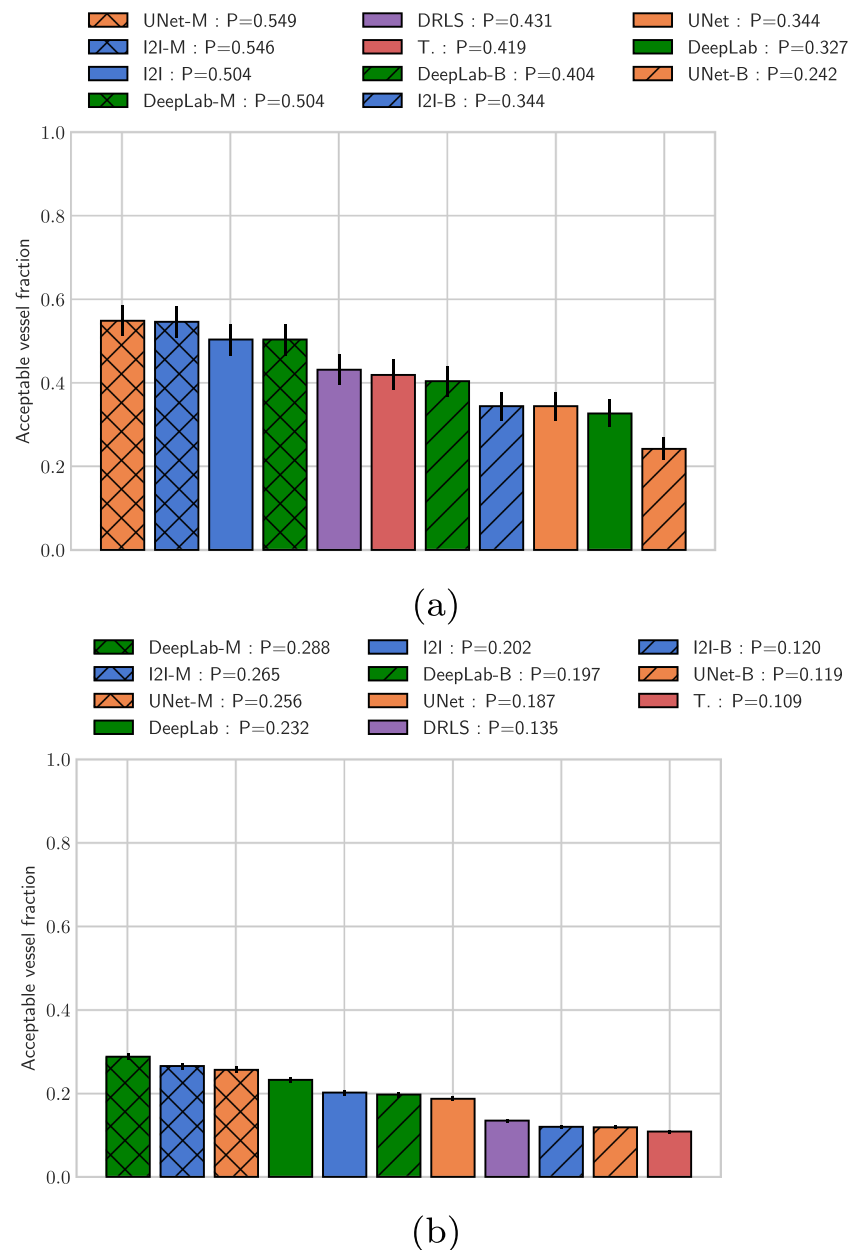 UNet-M : P=0.549 DRLS : P=0.431 UNet : P=0.344
I2I-M : P=0.546 T. : P=0.419 DeepLab : P=0.327
I2I : P=0.504 DeepLab-B : P=0.404 UNet-B : P=0.242
DeepLab-M : P=0.504 I2I-B : P=0.344
1.0
0.8
0.6
0.4
0.2
0.0
Acceptable vessel fraction
(a)
DeepLab-M : P=0.288 I2I : P=0.202 I2I-B : P=0.120
I2I-M : P=0.265 DeepLab-B : P=0.197 UNet-B : P=0.119
UNet-M : P=0.256 UNet : P=0.187 T. : P=0.109
DeepLab : P=0.232 DRLS : P=0.135
1.0
0.8
0.6
0.4
0.2
0.0
Acceptable vessel fraction
(b)